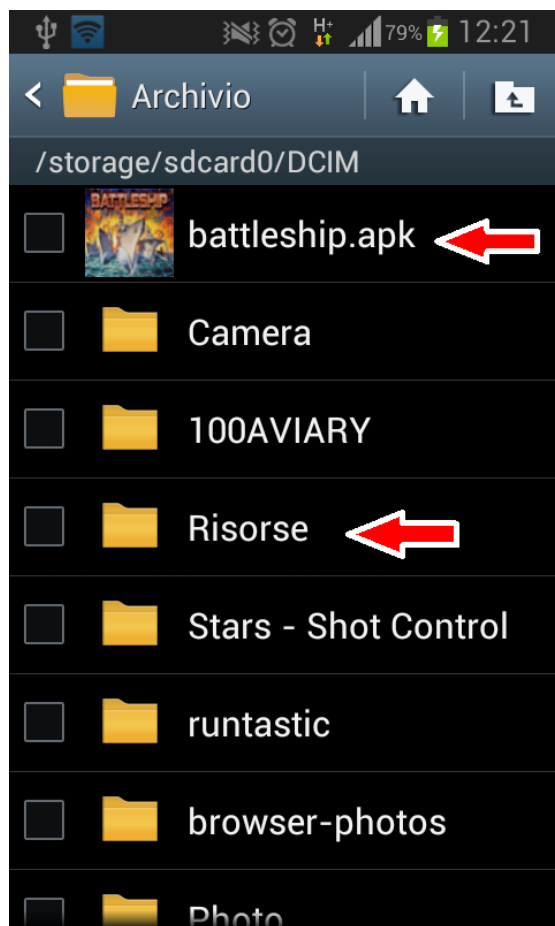 H+ 79% 12:21
Archivio
/storage/sdcard0/DCIM
BATTLESHIP
battleship.apk
Camera
100AVIARY
Risorse
Stars - Shot Control
runtastic
browser-photos
Photo